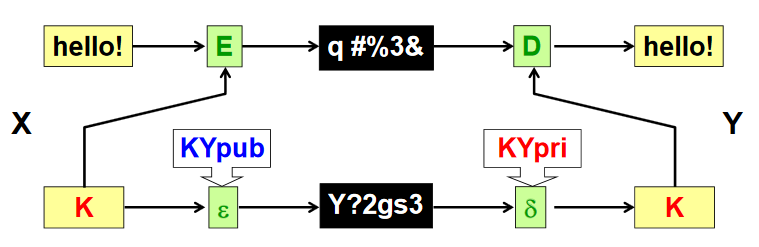 hello! E q #%3& D hello!
X Y
KYpub KYpri
K ε Y?2gs3 δ K